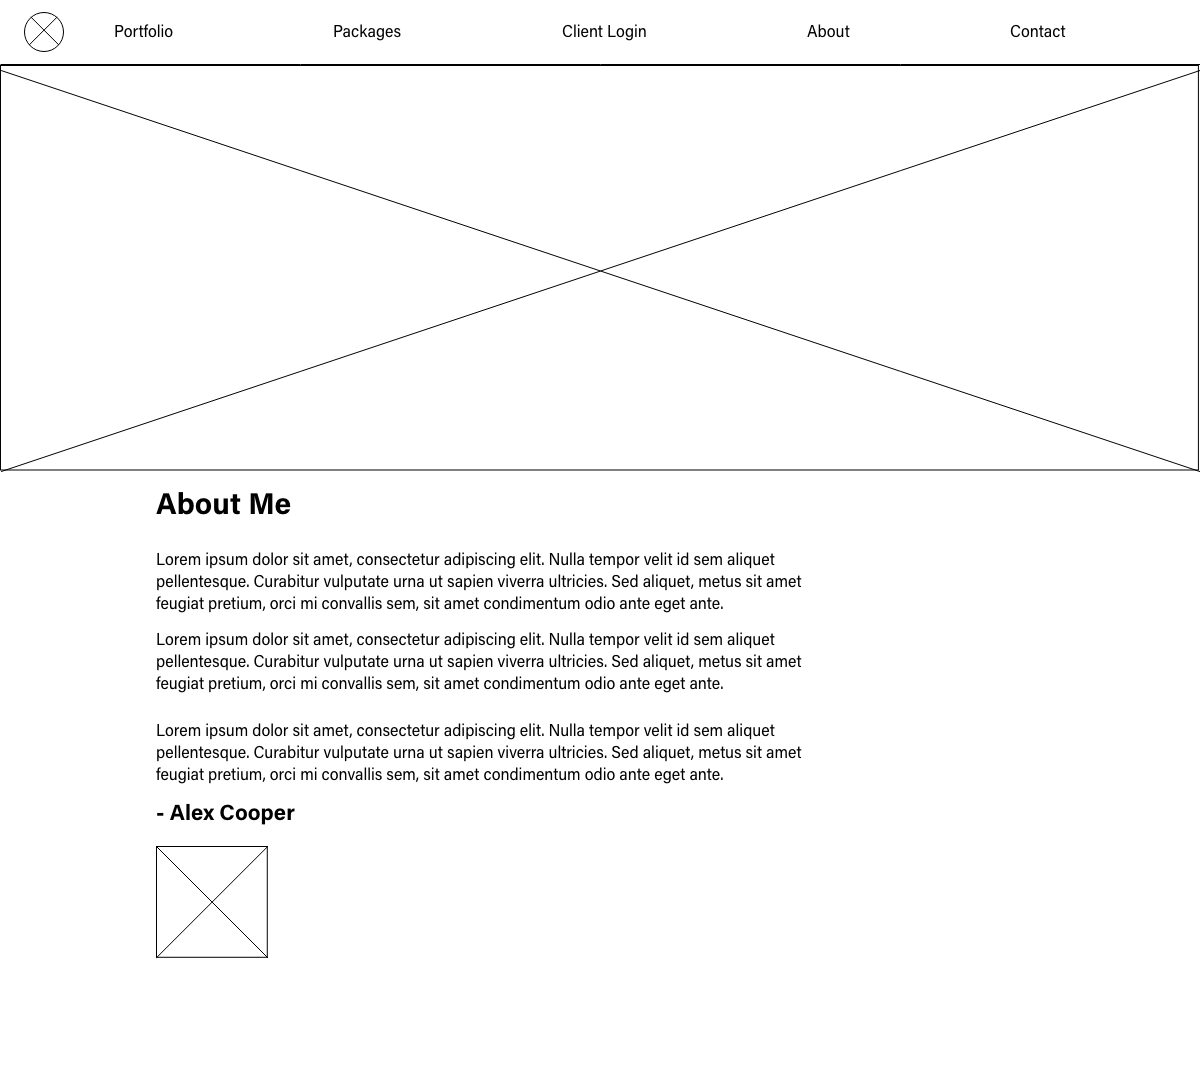 Portfolio Packages Client Login About Contact
About Me
Lorem ipsum dolor sit amet, consectetur adipiscing elit. Nulla tempor velit id sem aliquet
pellentesque. Curabitur vulputate urna ut sapien viverra ultricies. Sed aliquet, metus sit amet
feugiat pretium, orci mi convallis sem, sit amet condimentum odio ante eget ante.
Lorem ipsum dolor sit amet, consectetur adipiscing elit. Nulla tempor velit id sem aliquet
pellentesque. Curabitur vulputate urna ut sapien viverra ultricies. Sed aliquet, metus sit amet
feugiat pretium, orci mi convallis sem, sit amet condimentum odio ante eget ante.
Lorem ipsum dolor sit amet, consectetur adipiscing elit. Nulla tempor velit id sem aliquet
pellentesque. Curabitur vulputate urna ut sapien viverra ultricies. Sed aliquet, metus sit amet
feugiat pretium, orci mi convallis sem, sit amet condimentum odio ante eget ante.
- Alex Cooper